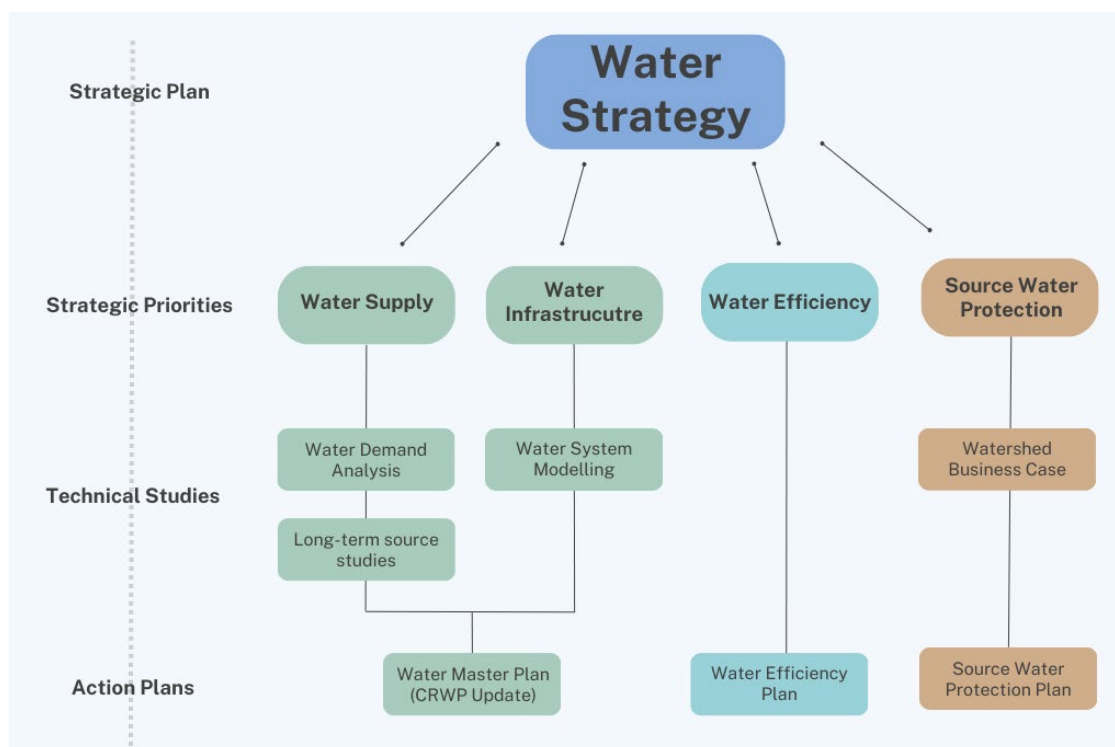 Strategic Plan
Water
Strategy
Strategic Priorities
Water Supply
Water
Infrastrucutre
Water Efficiency
Source Water
Protection
Technical Studies
Water Demand
Analysis
Water System
Modelling
Watershed
Business Case
Long-term source
studies
Action Plans
Water Master Plan
(CRWP Update)
Water Efficiency
Plan
Source Water
Protection Plan